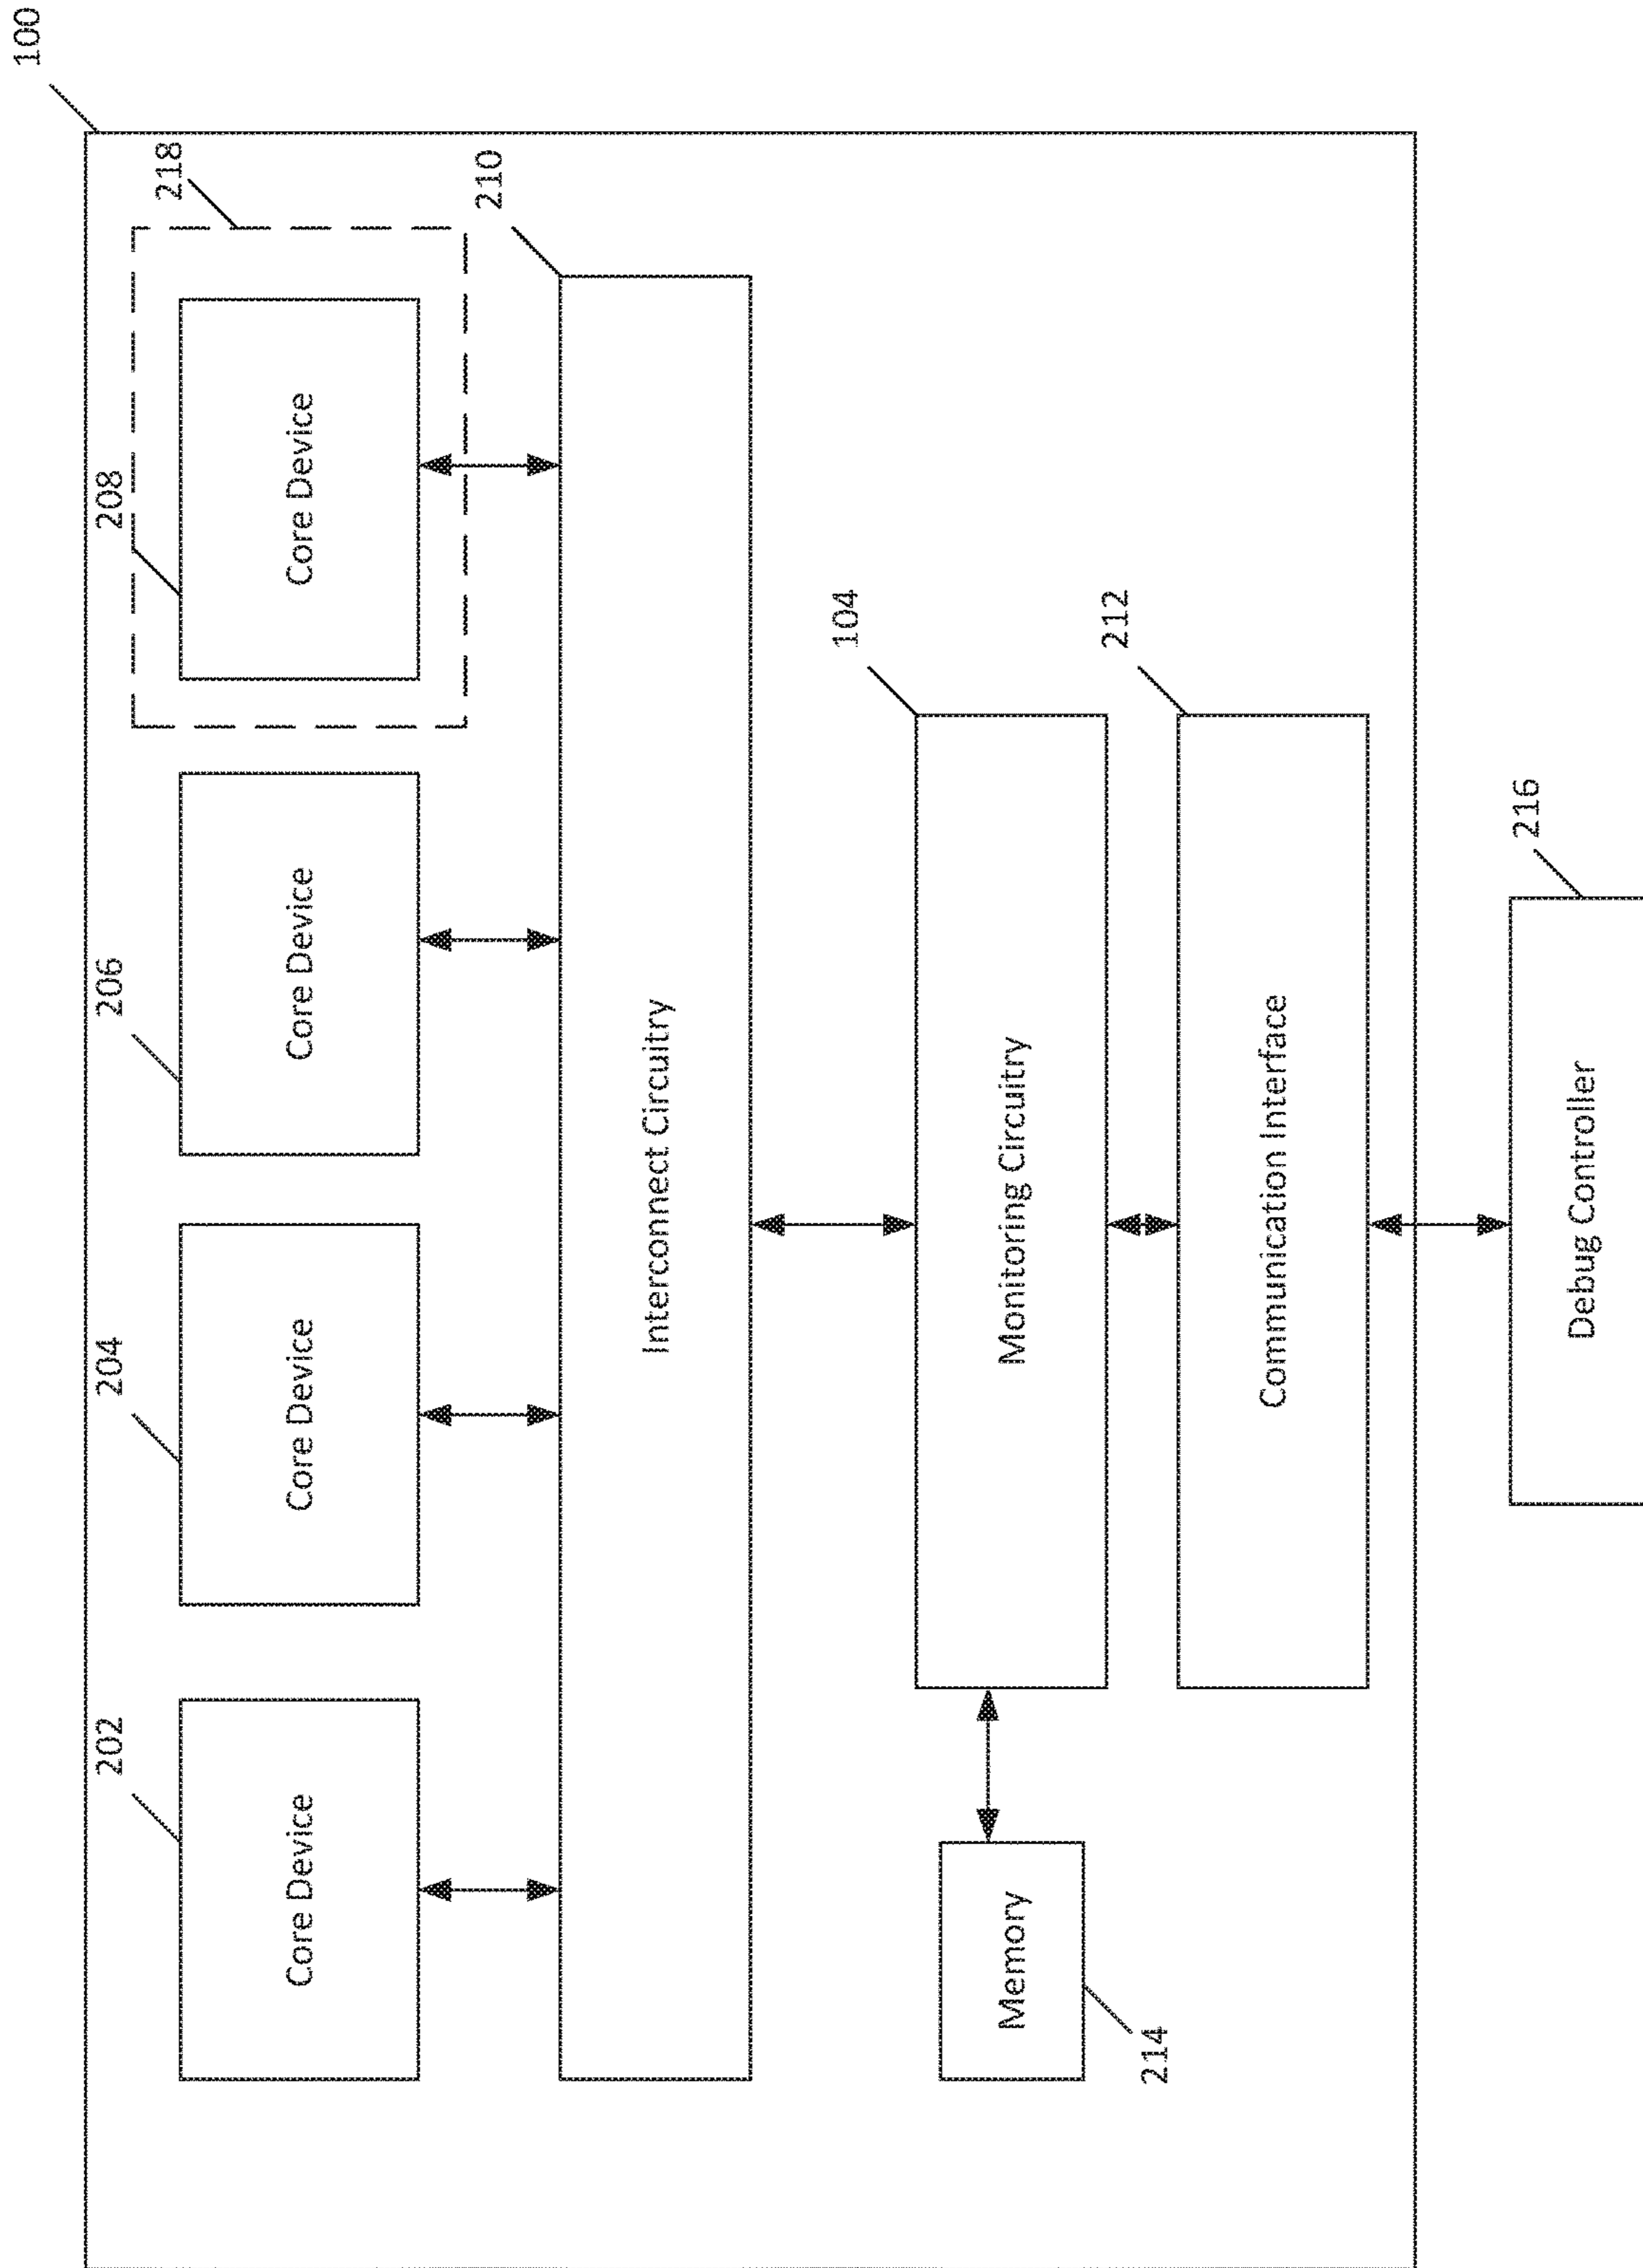 100
218
202
204
206
208
Core Device
Core Device
Core Device
Core Device
210
Interconnect Circuitry
104
Memory
Monitoring Circuitry
214
212
Communication Interface
216
Debug Controller